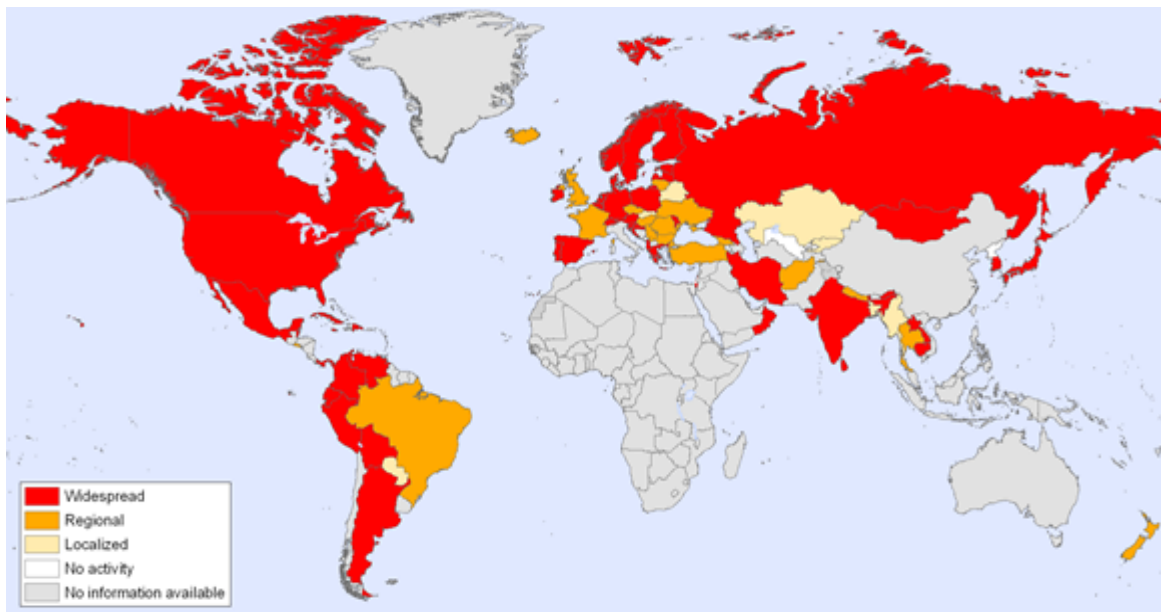 Widespread
Regional
Localized
No activity
No information available